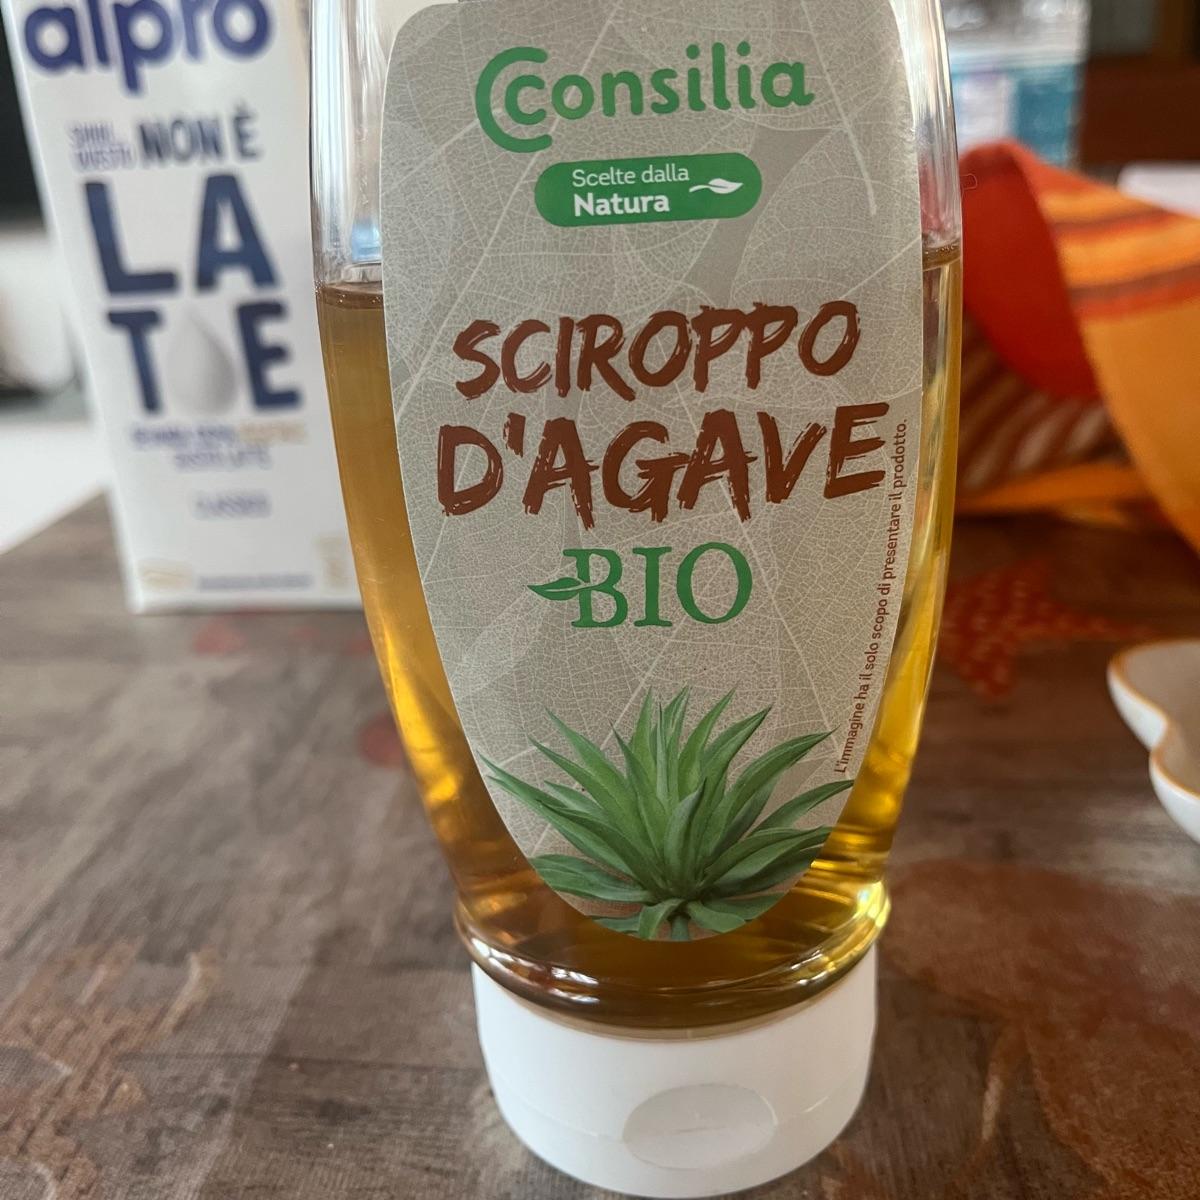 alpro
NON È
LA
T E
Consilia
Scelte dalla
Natura
SCIROPPO
D'AGAVE
BIO
L'immagine ha il solo scopo di presentare il prodotto.